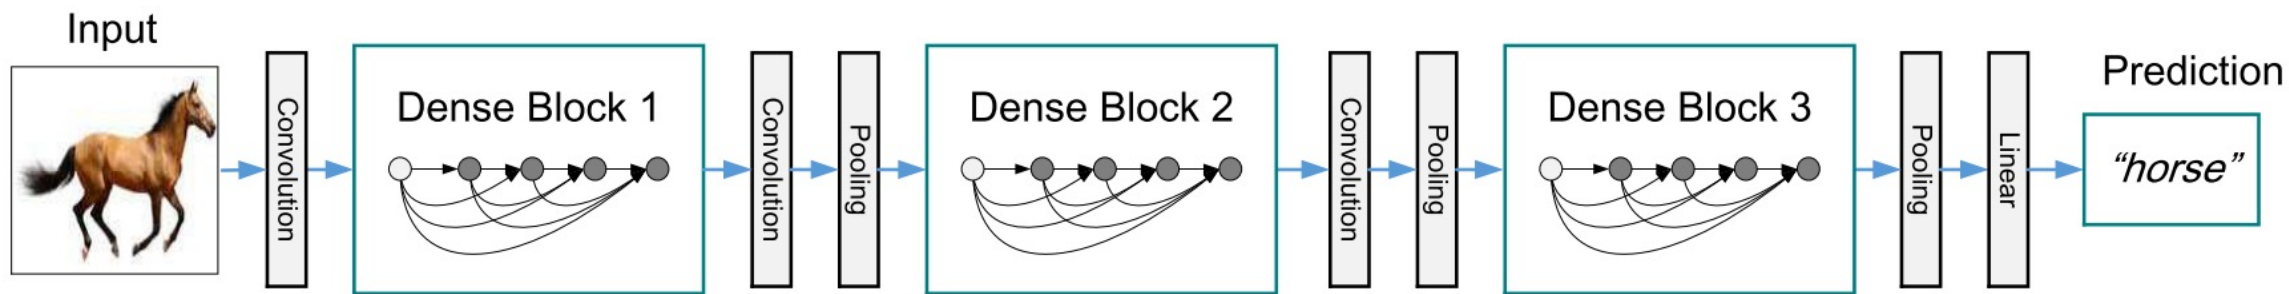 Input
Convolution
Dense Block 1
Convolution
Pooling
Dense Block 2
Convolution
Pooling
Dense Block 3
Pooling
Linear
Prediction
“horse”